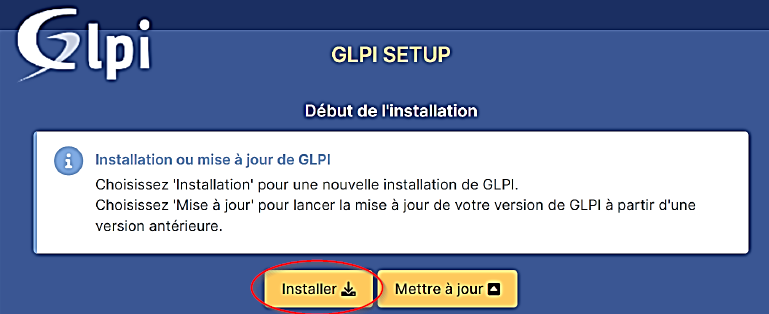 Glpi
GLPI SETUP
Début de l'installation
Installation ou mise à jour de GLPI
Choisissez 'Installation' pour une nouvelle installation de GLPI.
Choisissez 'Mise à jour' pour lancer la mise à jour de votre version de GLPI à partir d'une
version antérieure.
Installer Mettre à jour